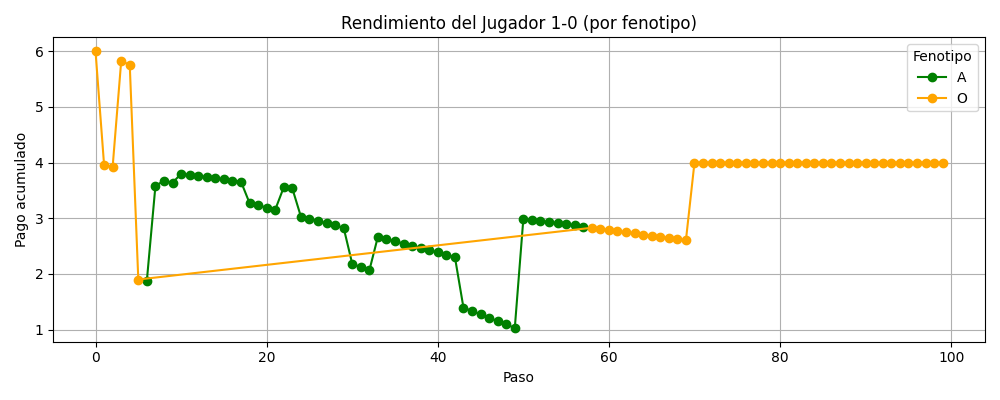 Rendimiento del Jugador 1-0 (por fenotipo)
Pago acumulado
6
5
4
3
2
1
0
20
40
60
80
100
Paso
Fenotipo
A
O